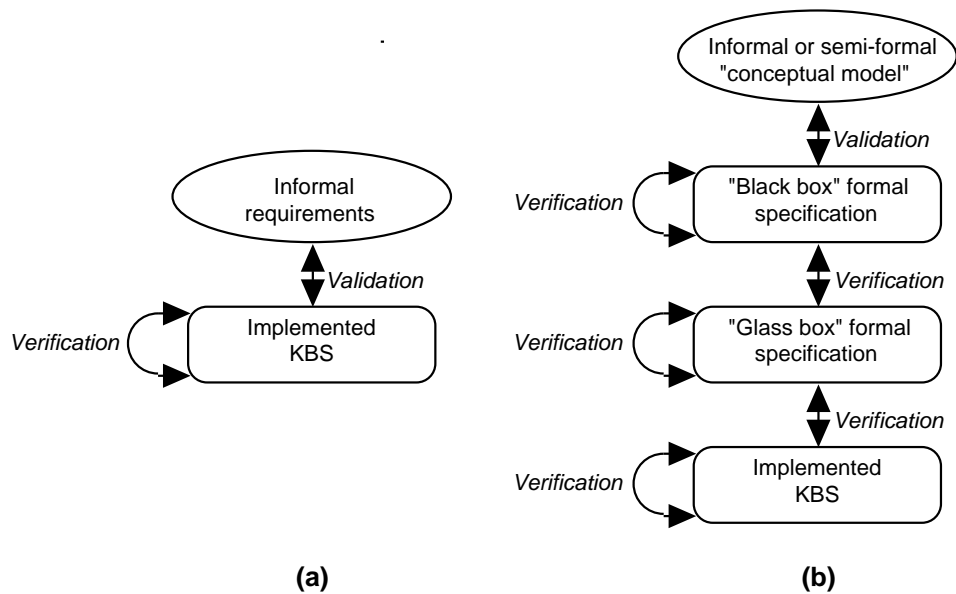 Informal
requirements
Validation
Verification
Implemented
KBS
(a)
Informal or semi-formal
"conceptual model"
Validation
Verification
"Black box" formal
specification
Verification
Verification
"Glass box" formal
specification
Verification
Verification
Implemented
KBS
(b)